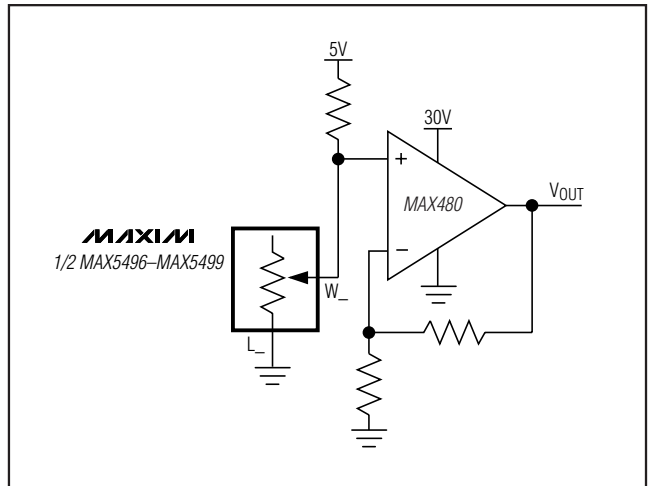 5V
30V
+
MAX480
VOUT
−
MAXIM
1/2 MAX5496–MAX5499
W_
L_